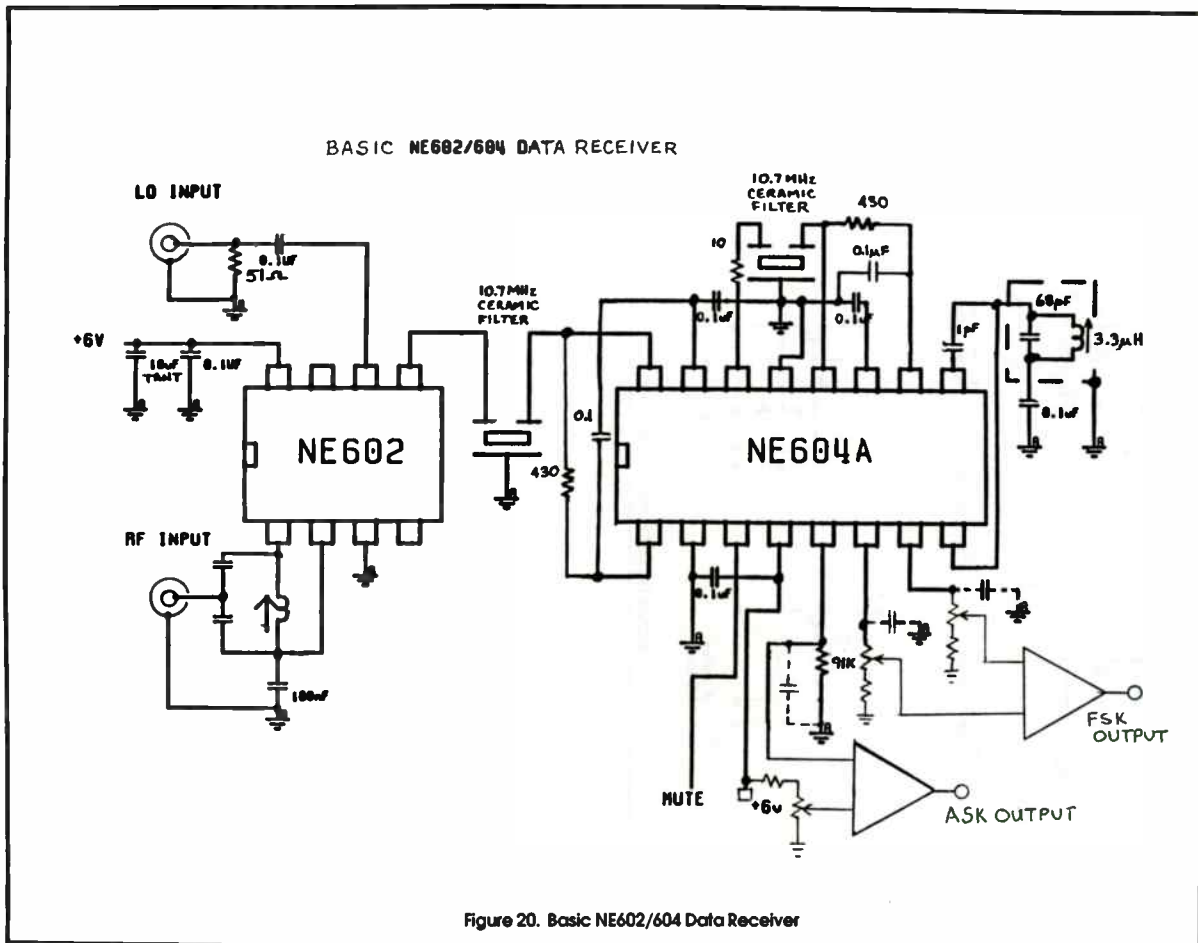 BASIC NE602/604 DATA RECEIVER
LO INPUT
0.1uF
51Ω
+6V
10uF
TANT
0.1uF
10.7MHz
CERAMIC
FILTER
NE602
RF INPUT
100nF
10.7MHz
CERAMIC
FILTER
430
10
0.1µF
0.1uF
0.1uF
1pF
68pF
3.3µH
0.1uF
0.1
430
NE604A
0.1uF
91K
MUTE
+6v
FSK
OUTPUT
ASK OUTPUT
Figure 20. Basic NE602/604 Data Receiver